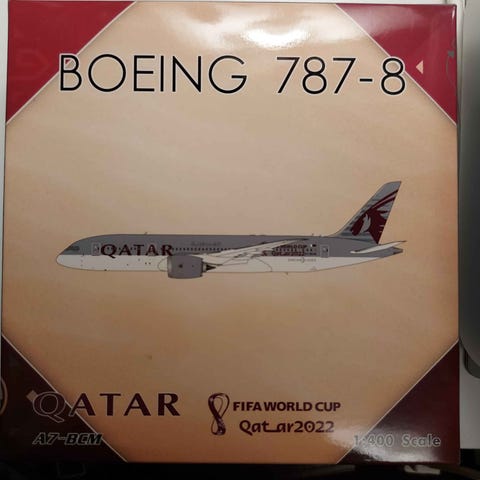 BOEING 787-8
QATAR
QATAR
A7-BCM
FIFA WORLD CUP
Qatar2022
1:400 Scale